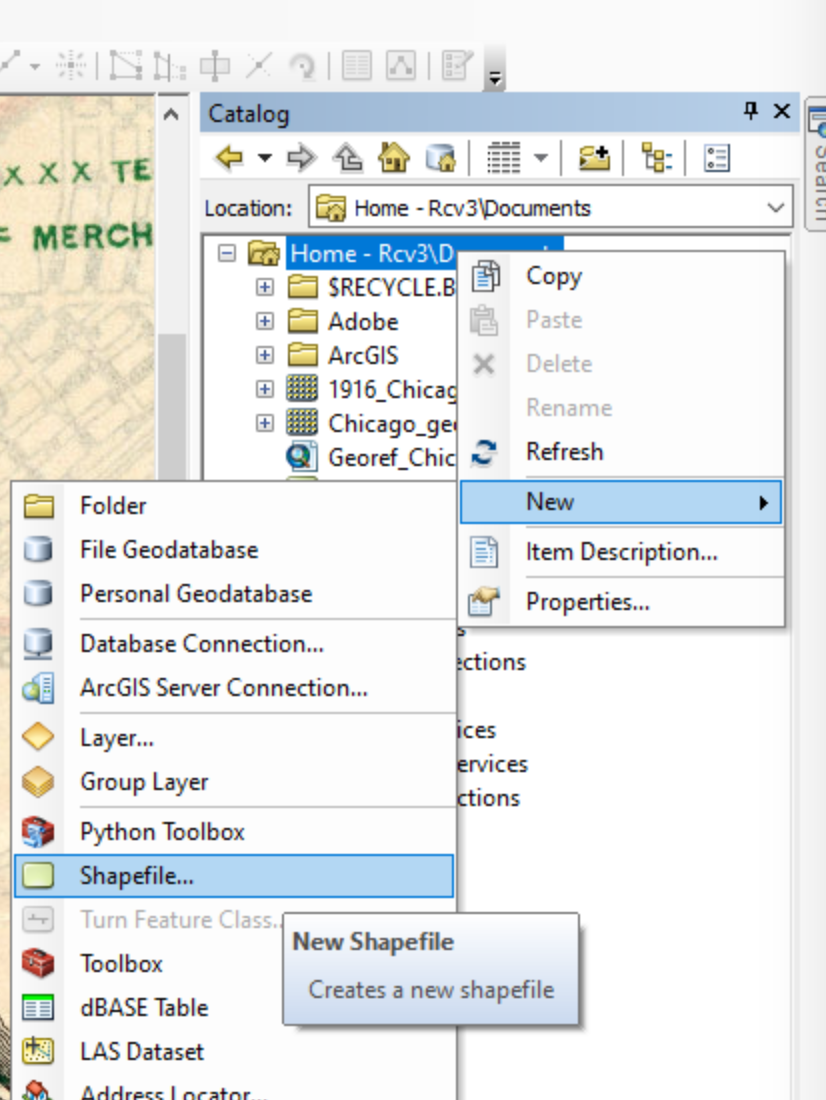 Catalog
X X X TE
MERCH
Search
Location: Home - Rcv3\Documents
Home - Rcv3\D
$RECYCLE.B
Adobe
ArcGIS
1916_Chicag
Chicago_ge
Georef_Chic
Copy
Paste
Delete
Rename
Refresh
New
Item Description...
Properties...
Folder
File Geodatabase
Personal Geodatabase
Database Connection...
ArcGIS Server Connection...
Layer...
Group Layer
Python Toolbox
Shapefile...
Turn Feature Class..
Toolbox
dBASE Table
LAS Dataset
Address Locator...
s
ections
ices
ervices
ctions
New Shapefile
Creates a new shapefile